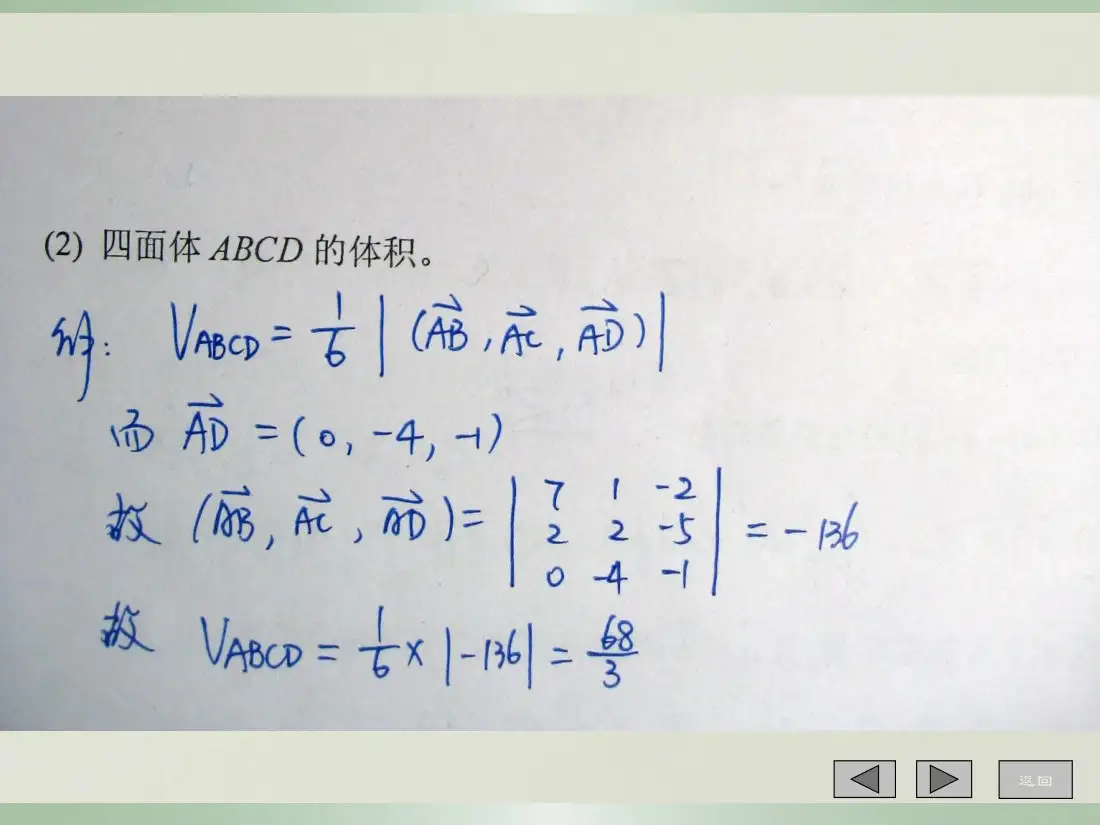 (2) 四面体 ABCD 的体积。
解: V_ABCD = 1/6 |(AB→, AC→, AD→)|
而 AD→ = (0, -4, -1)
故 (AB→, AC→, AD→) = | 7 1 -2 |
| 2 2 -5 | = -136
| 0 -4 -1 |
故 V_ABCD = 1/6 × |-136| = 68/3
返回